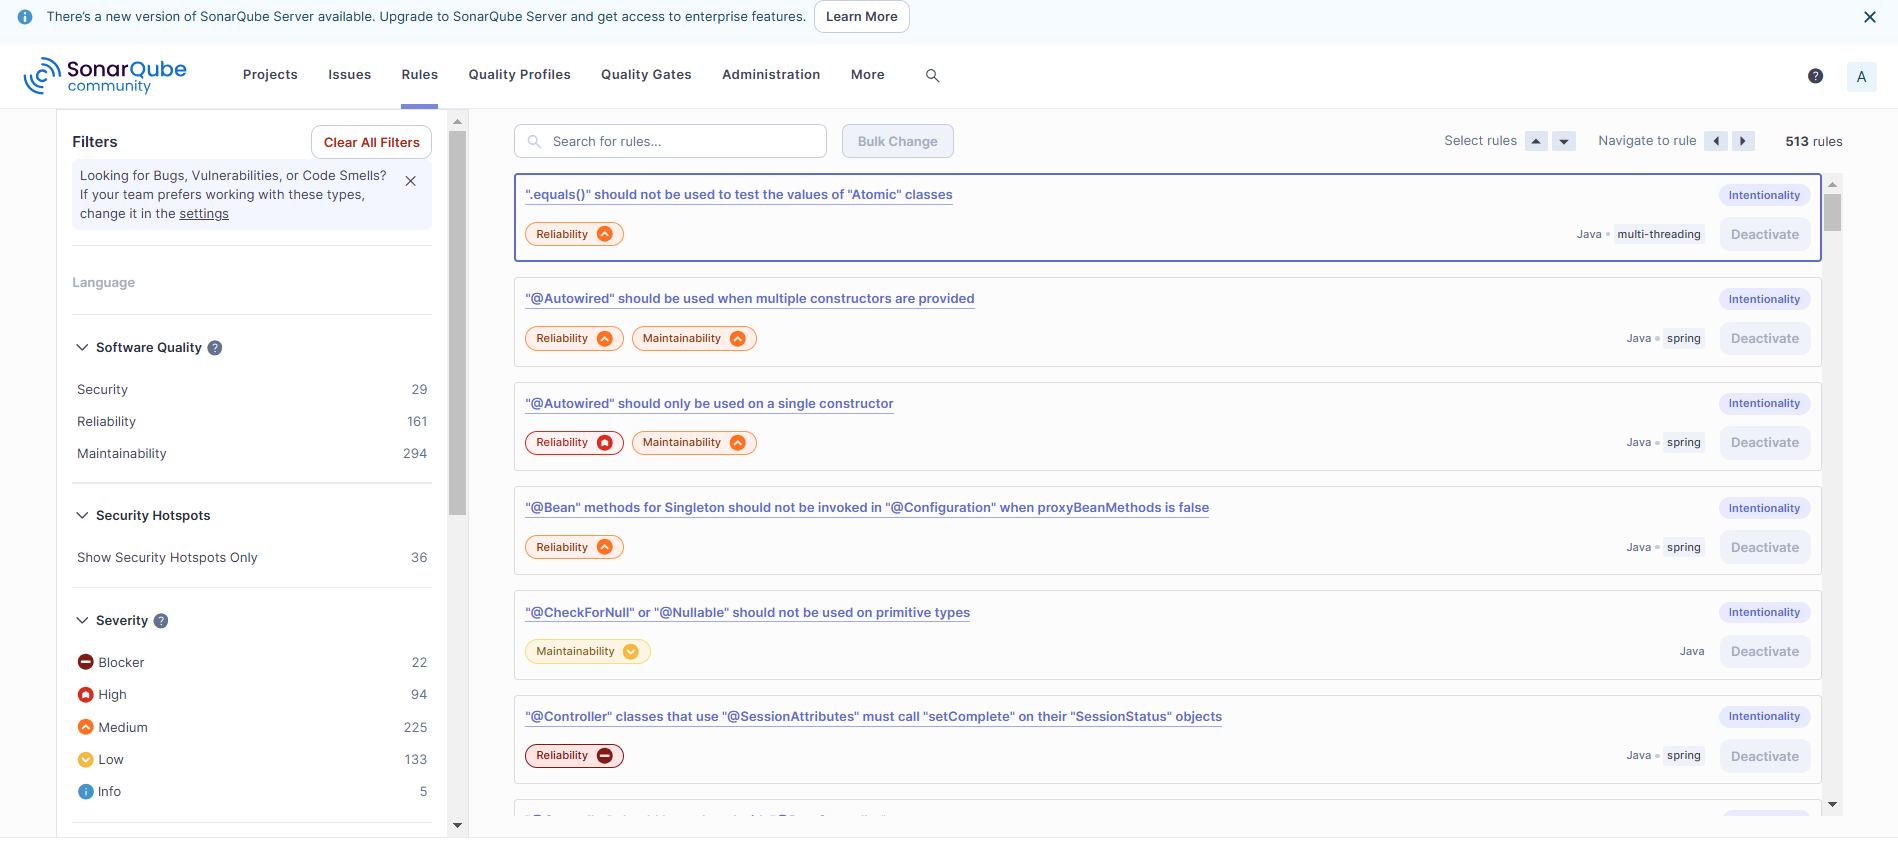 There's a new version of SonarQube Server available. Upgrade to SonarQube Server and get access to enterprise features. Learn More
SonarQube community
Projects Issues Rules Quality Profiles Quality Gates Administration More
A
Filters
Clear All Filters
Looking for Bugs, Vulnerabilities, or Code Smells?
If your team prefers working with these types,
change it in the settings
Language
Software Quality
Security 29
Reliability 161
Maintainability 294
Security Hotspots
Show Security Hotspots Only 36
Severity
Blocker 22
High 94
Medium 225
Low 133
Info 5
Search for rules...
Bulk Change
Select rules
Navigate to rule
513 rules
".equals()" should not be used to test the values of "Atomic" classes
Intentionality
Reliability
Java multi-threading Deactivate
"@Autowired" should be used when multiple constructors are provided
Intentionality
Reliability Maintainability
Java spring Deactivate
"@Autowired" should only be used on a single constructor
Intentionality
Reliability Maintainability
Java spring Deactivate
"@Bean" methods for Singleton should not be invoked in "@Configuration" when proxyBeanMethods is false
Intentionality
Reliability
Java spring Deactivate
"@CheckForNull" or "@Nullable" should not be used on primitive types
Intentionality
Maintainability
Java Deactivate
"@Controller" classes that use "@SessionAttributes" must call "setComplete" on their "SessionStatus" objects
Intentionality
Reliability
Java spring Deactivate